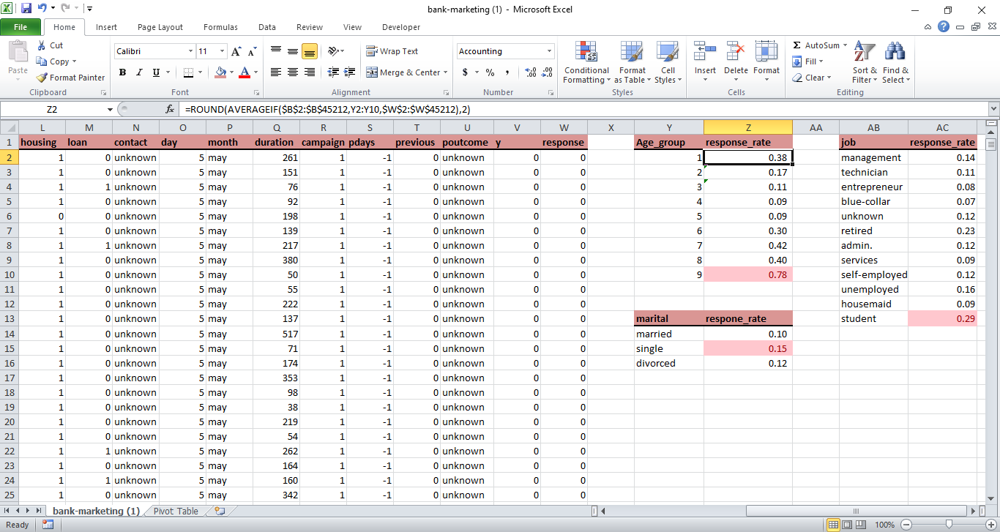 bank-marketing (1) - Microsoft Excel
File Home Insert Page Layout Formulas Data Review View Developer
Paste Cut Copy Format Painter Clipboard
Calibri 11 B I U A A A Font
Wrap Text Merge & Center Alignment
Accounting $ % , .0 .00 .00 .0 Number
Conditional Formatting Format as Table Cell Styles Styles
Insert Delete Format Cells
Σ AutoSum Fill Clear Sort & Filter Find & Select Editing
Z2 fx =ROUND(AVERAGEIF($B$2:$B$45212,Y2:Y10,$W$2:$W$45212),2)
L M N O P Q R S T U V W X Y Z AA AB AC
1 housing loan contact day month duration campaign pdays previous poutcome y response Age_group response_rate job response_rate
2 1 0 unknown 5 may 261 1 -1 0 unknown 0 0 1 0.38 management 0.14
3 1 0 unknown 5 may 151 1 -1 0 unknown 0 0 2 0.17 technician 0.11
4 1 1 unknown 5 may 76 1 -1 0 unknown 0 0 3 0.11 entrepreneur 0.08
5 1 0 unknown 5 may 92 1 -1 0 unknown 0 0 4 0.09 blue-collar 0.07
6 0 0 unknown 5 may 198 1 -1 0 unknown 0 0 5 0.09 unknown 0.12
7 1 0 unknown 5 may 139 1 -1 0 unknown 0 0 6 0.30 retired 0.23
8 1 1 unknown 5 may 217 1 -1 0 unknown 0 0 7 0.42 admin. 0.12
9 1 0 unknown 5 may 380 1 -1 0 unknown 0 0 8 0.40 services 0.09
10 1 0 unknown 5 may 50 1 -1 0 unknown 0 0 9 0.78 self-employed 0.12
11 1 0 unknown 5 may 55 1 -1 0 unknown 0 0 unemployed 0.16
12 1 0 unknown 5 may 222 1 -1 0 unknown 0 0 housemaid 0.09
13 1 0 unknown 5 may 137 1 -1 0 unknown 0 0 marital respone_rate student 0.29
14 1 0 unknown 5 may 517 1 -1 0 unknown 0 0 married 0.10
15 1 0 unknown 5 may 71 1 -1 0 unknown 0 0 single 0.15
16 1 0 unknown 5 may 174 1 -1 0 unknown 0 0 divorced 0.12
17 1 0 unknown 5 may 353 1 -1 0 unknown 0 0
18 1 0 unknown 5 may 98 1 -1 0 unknown 0 0
19 1 0 unknown 5 may 38 1 -1 0 unknown 0 0
20 1 0 unknown 5 may 219 1 -1 0 unknown 0 0
21 1 0 unknown 5 may 54 1 -1 0 unknown 0 0
22 1 1 unknown 5 may 262 1 -1 0 unknown 0 0
23 1 0 unknown 5 may 164 1 -1 0 unknown 0 0
24 1 1 unknown 5 may 160 1 -1 0 unknown 0 0
25 1 0 unknown 5 may 342 1 -1 0 unknown 0 0
bank-marketing (1) Pivot Table
Ready 100%